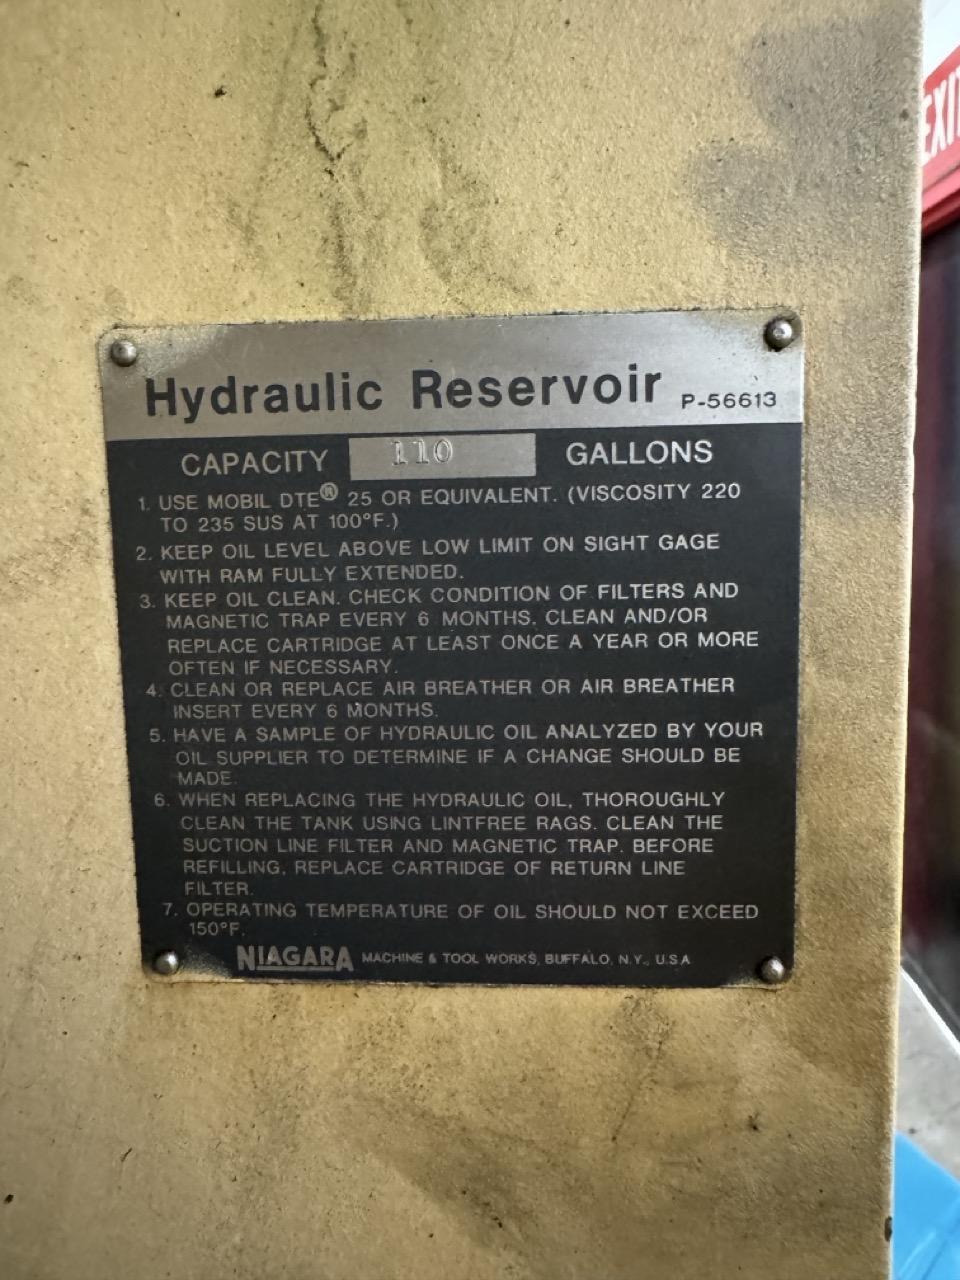 EXIT
Hydraulic Reservoir P-56613
CAPACITY 110 GALLONS
1. USE MOBIL DTE® 25 OR EQUIVALENT. (VISCOSITY 220
TO 235 SUS AT 100°F.)
2. KEEP OIL LEVEL ABOVE LOW LIMIT ON SIGHT GAGE
WITH RAM FULLY EXTENDED.
3. KEEP OIL CLEAN. CHECK CONDITION OF FILTERS AND
MAGNETIC TRAP EVERY 6 MONTHS. CLEAN AND/OR
REPLACE CARTRIDGE AT LEAST ONCE A YEAR OR MORE
OFTEN IF NECESSARY.
4. CLEAN OR REPLACE AIR BREATHER OR AIR BREATHER
INSERT EVERY 6 MONTHS.
5. HAVE A SAMPLE OF HYDRAULIC OIL ANALYZED BY YOUR
OIL SUPPLIER TO DETERMINE IF A CHANGE SHOULD BE
MADE.
6. WHEN REPLACING THE HYDRAULIC OIL, THOROUGHLY
CLEAN THE TANK USING LINTFREE RAGS. CLEAN THE
SUCTION LINE FILTER AND MAGNETIC TRAP. BEFORE
REFILLING, REPLACE CARTRIDGE OF RETURN LINE
FILTER.
7. OPERATING TEMPERATURE OF OIL SHOULD NOT EXCEED
150°F.
NIAGARA MACHINE & TOOL WORKS, BUFFALO, N.Y., U.S.A